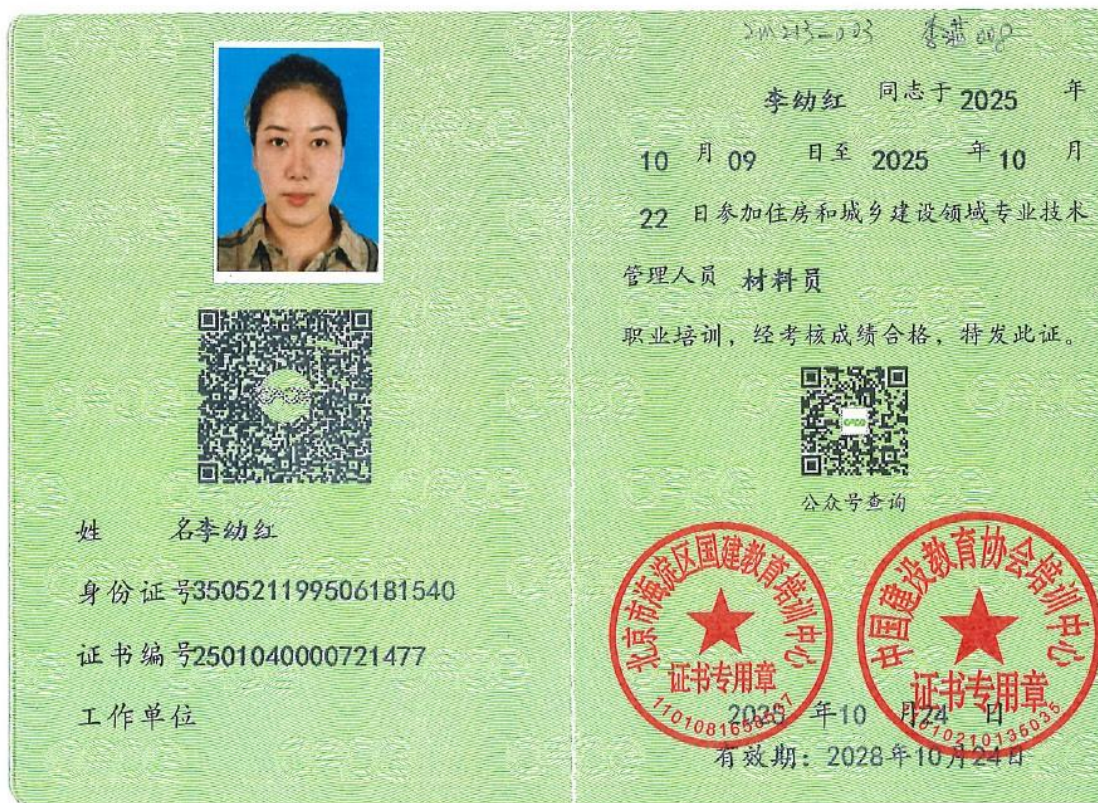 2M213-003
李幼红 同志于 2025 年
10 月 09 日至 2025 年 10 月
22 日参加住房和城乡建设领域专业技术
管理人员 材料员
职业培训，经考核成绩合格，特发此证。
公众号查询
姓 名李幼红
身份证号350521199506181540
证书编号2501040000721477
工作单位
北京市海淀区国建教育培训中心
证书专用章
中国建设教育协会培训中心
证书专用章
年10 月24 日
有效期：2028年10月24日